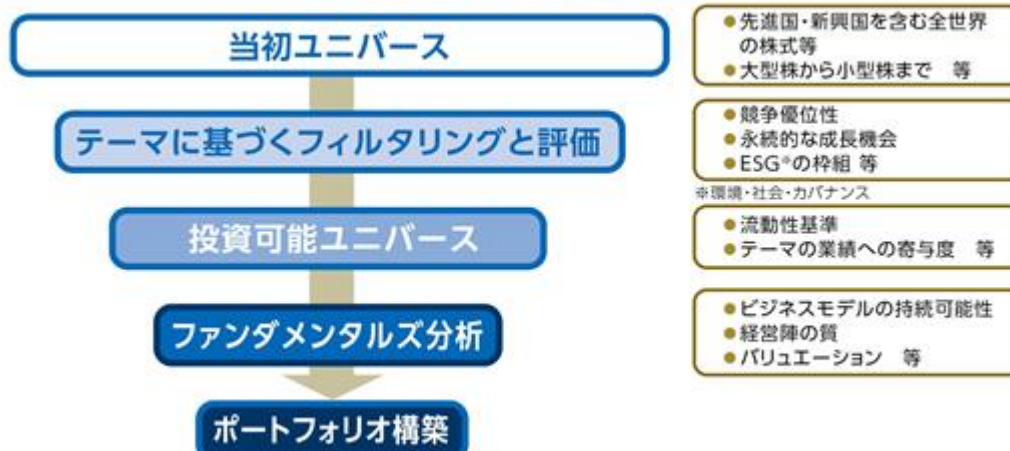 当初ユニバース
●先進国・新興国を含む全世界
の株式等
●大型株から小型株まで 等
テーマに基づくフィルタリングと評価
●競争優位性
●永続的な成長機会
●ESG※の枠組 等
※環境・社会・カバナンス
投資可能ユニバース
●流動性基準
●テーマの業績への寄与度 等
ファンダメンタルズ分析
●ビジネスモデルの持続可能性
●経営陣の質
●バリュエーション 等
ポートフォリオ構築